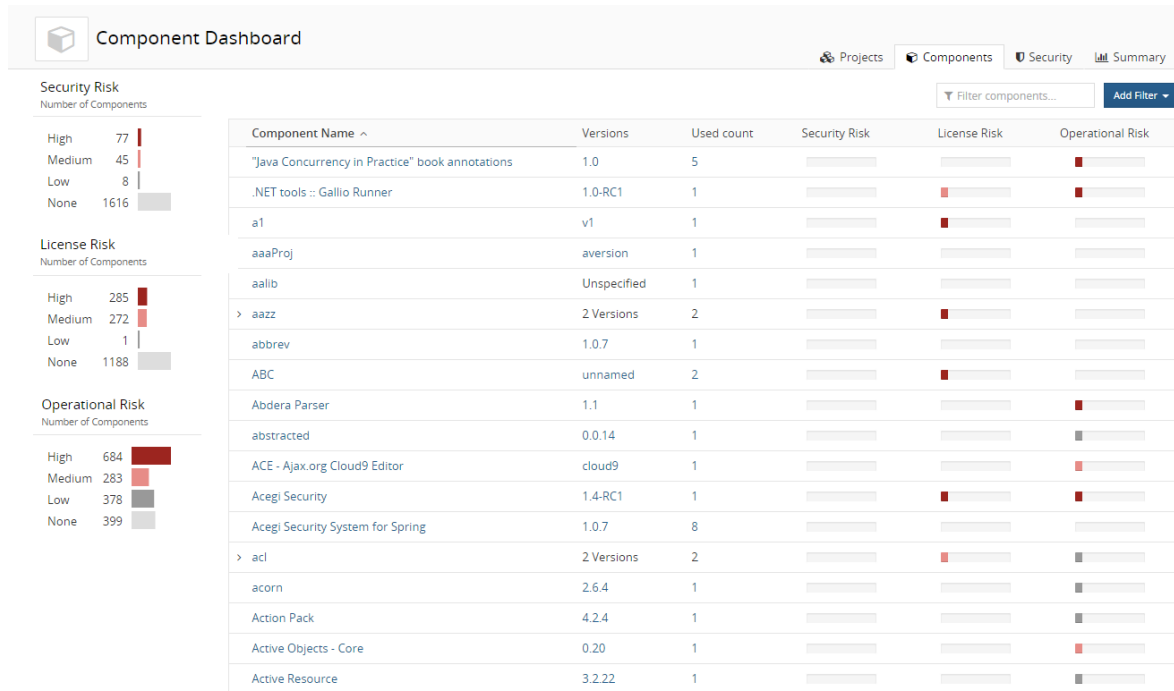 Component Dashboard
Projects Components Security Summary
Security Risk
Number of Components
High 77
Medium 45
Low 8
None 1616
License Risk
Number of Components
High 285
Medium 272
Low 1
None 1188
Operational Risk
Number of Components
High 684
Medium 283
Low 378
None 399
Filter components... Add Filter
Component Name Versions Used count Security Risk License Risk Operational Risk
"Java Concurrency in Practice" book annotations 1.0 5
.NET tools :: Gallio Runner 1.0-RC1 1
a1 v1 1
aaaProj aversion 1
aalib Unspecified 1
aazz 2 Versions 2
abbrev 1.0.7 1
ABC unnamed 2
Abdera Parser 1.1 1
abstracted 0.0.14 1
ACE - Ajax.org Cloud9 Editor cloud9 1
Acegi Security 1.4-RC1 1
Acegi Security System for Spring 1.0.7 8
acl 2 Versions 2
acorn 2.6.4 1
Action Pack 4.2.4 1
Active Objects - Core 0.20 1
Active Resource 3.2.22 1